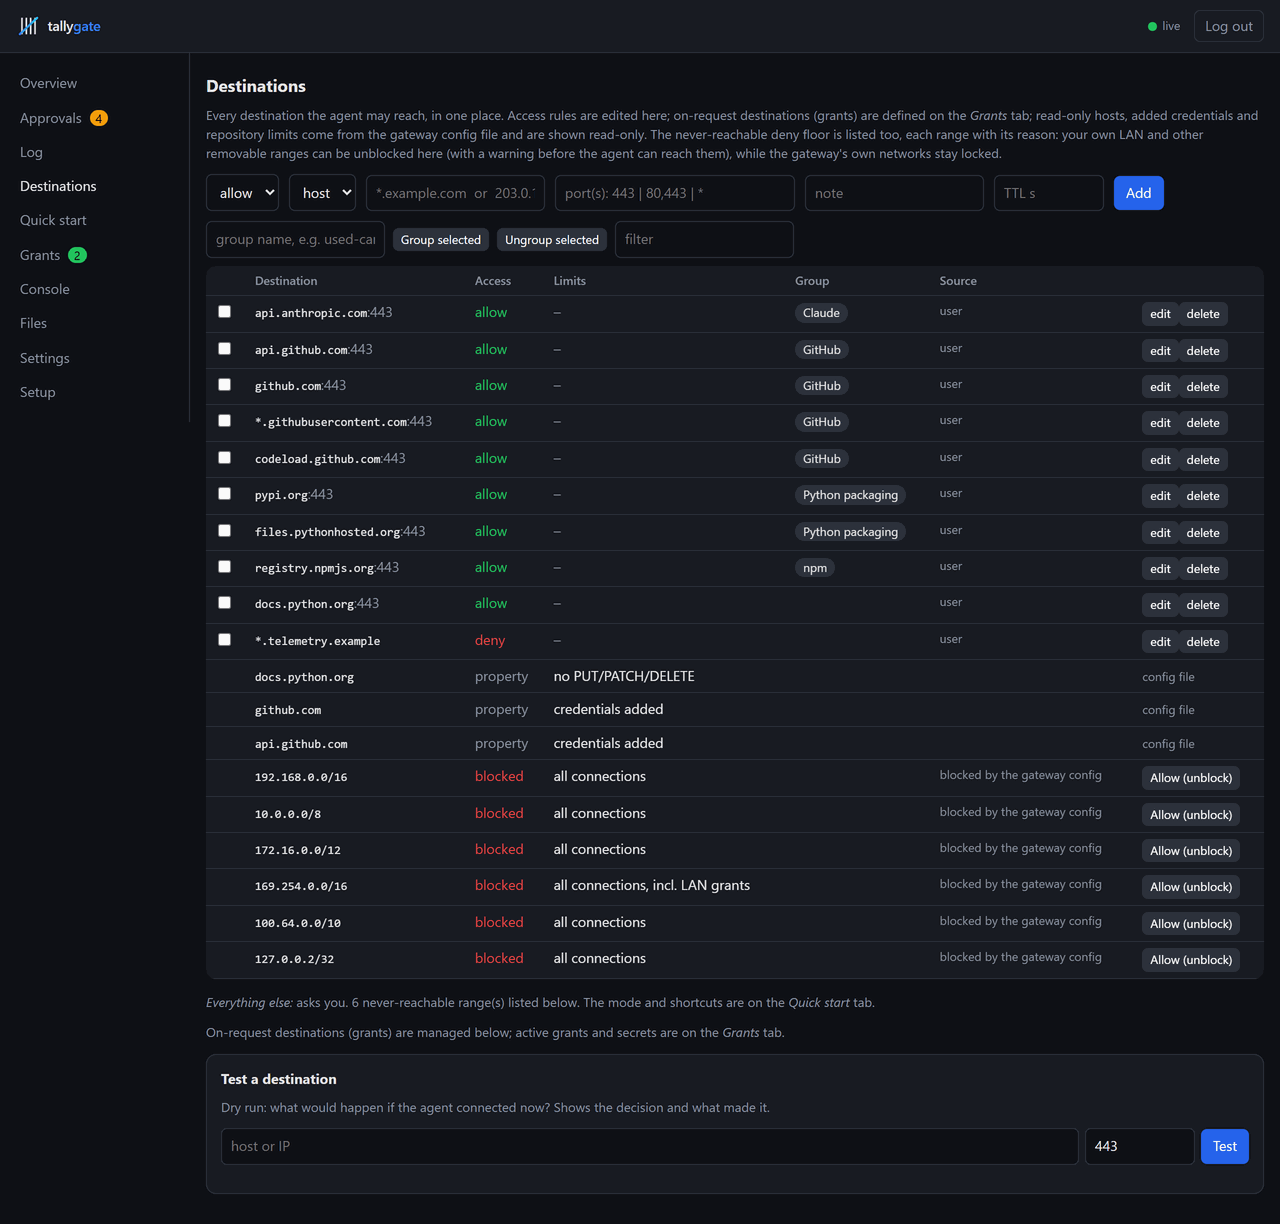 tallygate
live
Log out
Overview
Approvals 4
Log
Destinations
Quick start
Grants 2
Console
Files
Settings
Setup
Destinations
Every destination the agent may reach, in one place. Access rules are edited here; on-request destinations (grants) are defined on the Grants tab; read-only hosts, added credentials and
repository limits come from the gateway config file and are shown read-only. The never-reachable deny floor is listed too, each range with its reason: your own LAN and other
removable ranges can be unblocked here (with a warning before the agent can reach them), while the gateway's own networks stay locked.
allow host *.example.com or 203.0. port(s): 443 | 80,443 | * note TTL s Add
group name, e.g. used-car Group selected Ungroup selected filter
Destination Access Limits Group Source
api.anthropic.com:443 allow – Claude user edit delete
api.github.com:443 allow – GitHub user edit delete
github.com:443 allow – GitHub user edit delete
*.githubusercontent.com:443 allow – GitHub user edit delete
codeload.github.com:443 allow – GitHub user edit delete
pypi.org:443 allow – Python packaging user edit delete
files.pythonhosted.org:443 allow – Python packaging user edit delete
registry.npmjs.org:443 allow – npm user edit delete
docs.python.org:443 allow – user edit delete
*.telemetry.example deny – user edit delete
docs.python.org property no PUT/PATCH/DELETE config file
github.com property credentials added config file
api.github.com property credentials added config file
192.168.0.0/16 blocked all connections blocked by the gateway config Allow (unblock)
10.0.0.0/8 blocked all connections blocked by the gateway config Allow (unblock)
172.16.0.0/12 blocked all connections blocked by the gateway config Allow (unblock)
169.254.0.0/16 blocked all connections, incl. LAN grants blocked by the gateway config Allow (unblock)
100.64.0.0/10 blocked all connections blocked by the gateway config Allow (unblock)
127.0.0.2/32 blocked all connections blocked by the gateway config Allow (unblock)
Everything else: asks you. 6 never-reachable range(s) listed below. The mode and shortcuts are on the Quick start tab.
On-request destinations (grants) are managed below; active grants and secrets are on the Grants tab.
Test a destination
Dry run: what would happen if the agent connected now? Shows the decision and what made it.
host or IP 443 Test